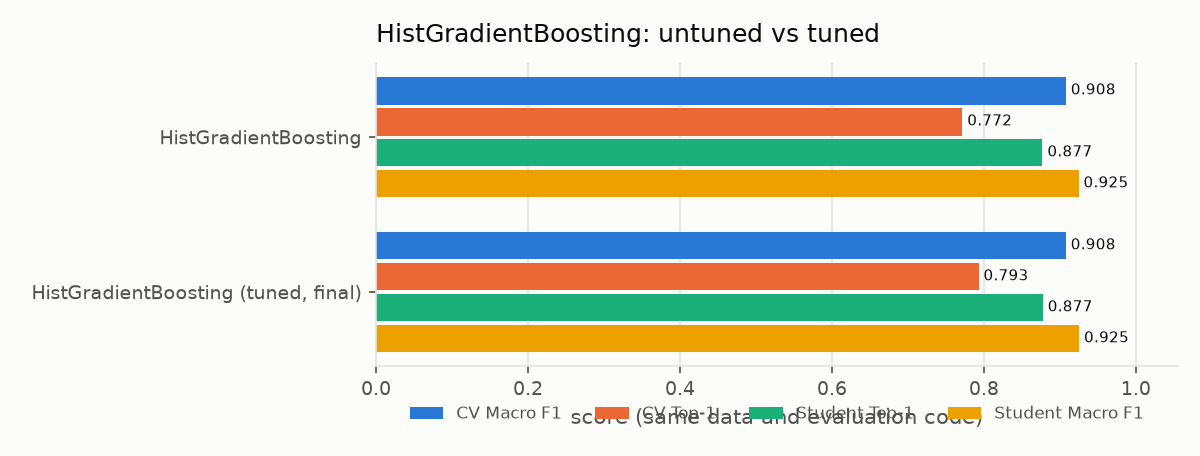 HistGradientBoosting: untuned vs tuned
HistGradientBoosting
0.908
0.772
0.877
0.925
HistGradientBoosting (tuned, final)
0.908
0.793
0.877
0.925
0.0 0.2 0.4 0.6 0.8 1.0
CV Macro F1 CV Top-1 Student Top-1 Student Macro F1
score (same data and evaluation code)